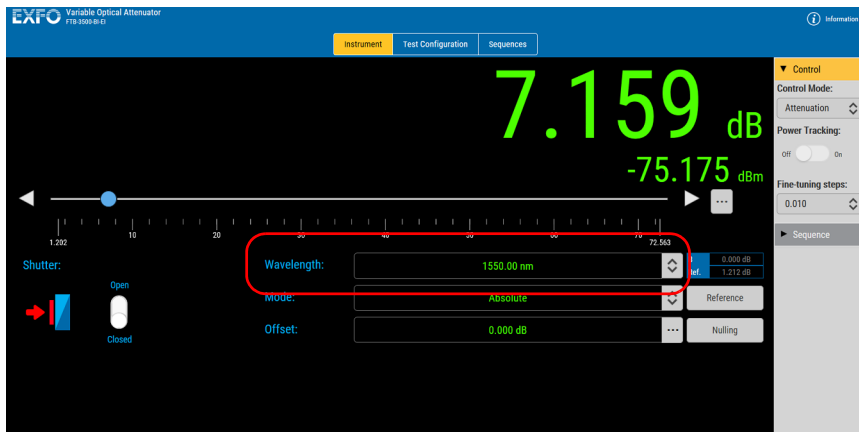 EXFO Variable Optical Attenuator
FTB-3500-BI-EI
Information
Instrument Test Configuration Sequences
Control
Control Mode:
Attenuation
Power Tracking:
Off On
Fine-tuning steps:
0.010
Sequence
7.159 dB
-75.175 dBm
...
10 20 30 50 70
1.202 72.563
Shutter:
Open
Closed
Wavelength: 1550.00 nm
0.000 dB
Ref. 1.212 dB
Mode: Absolute
Reference
Offset: 0.000 dB ...
Nulling